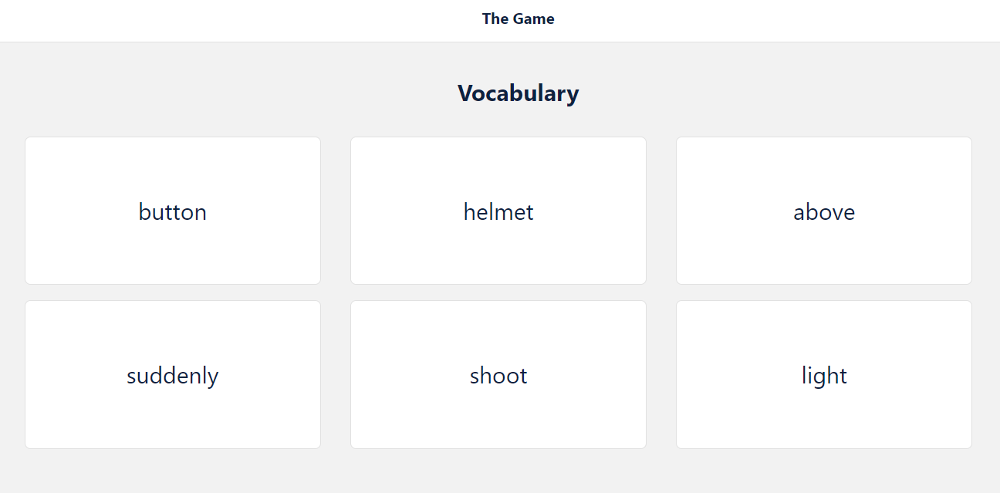 The Game
Vocabulary
button
helmet
above
suddenly
shoot
light